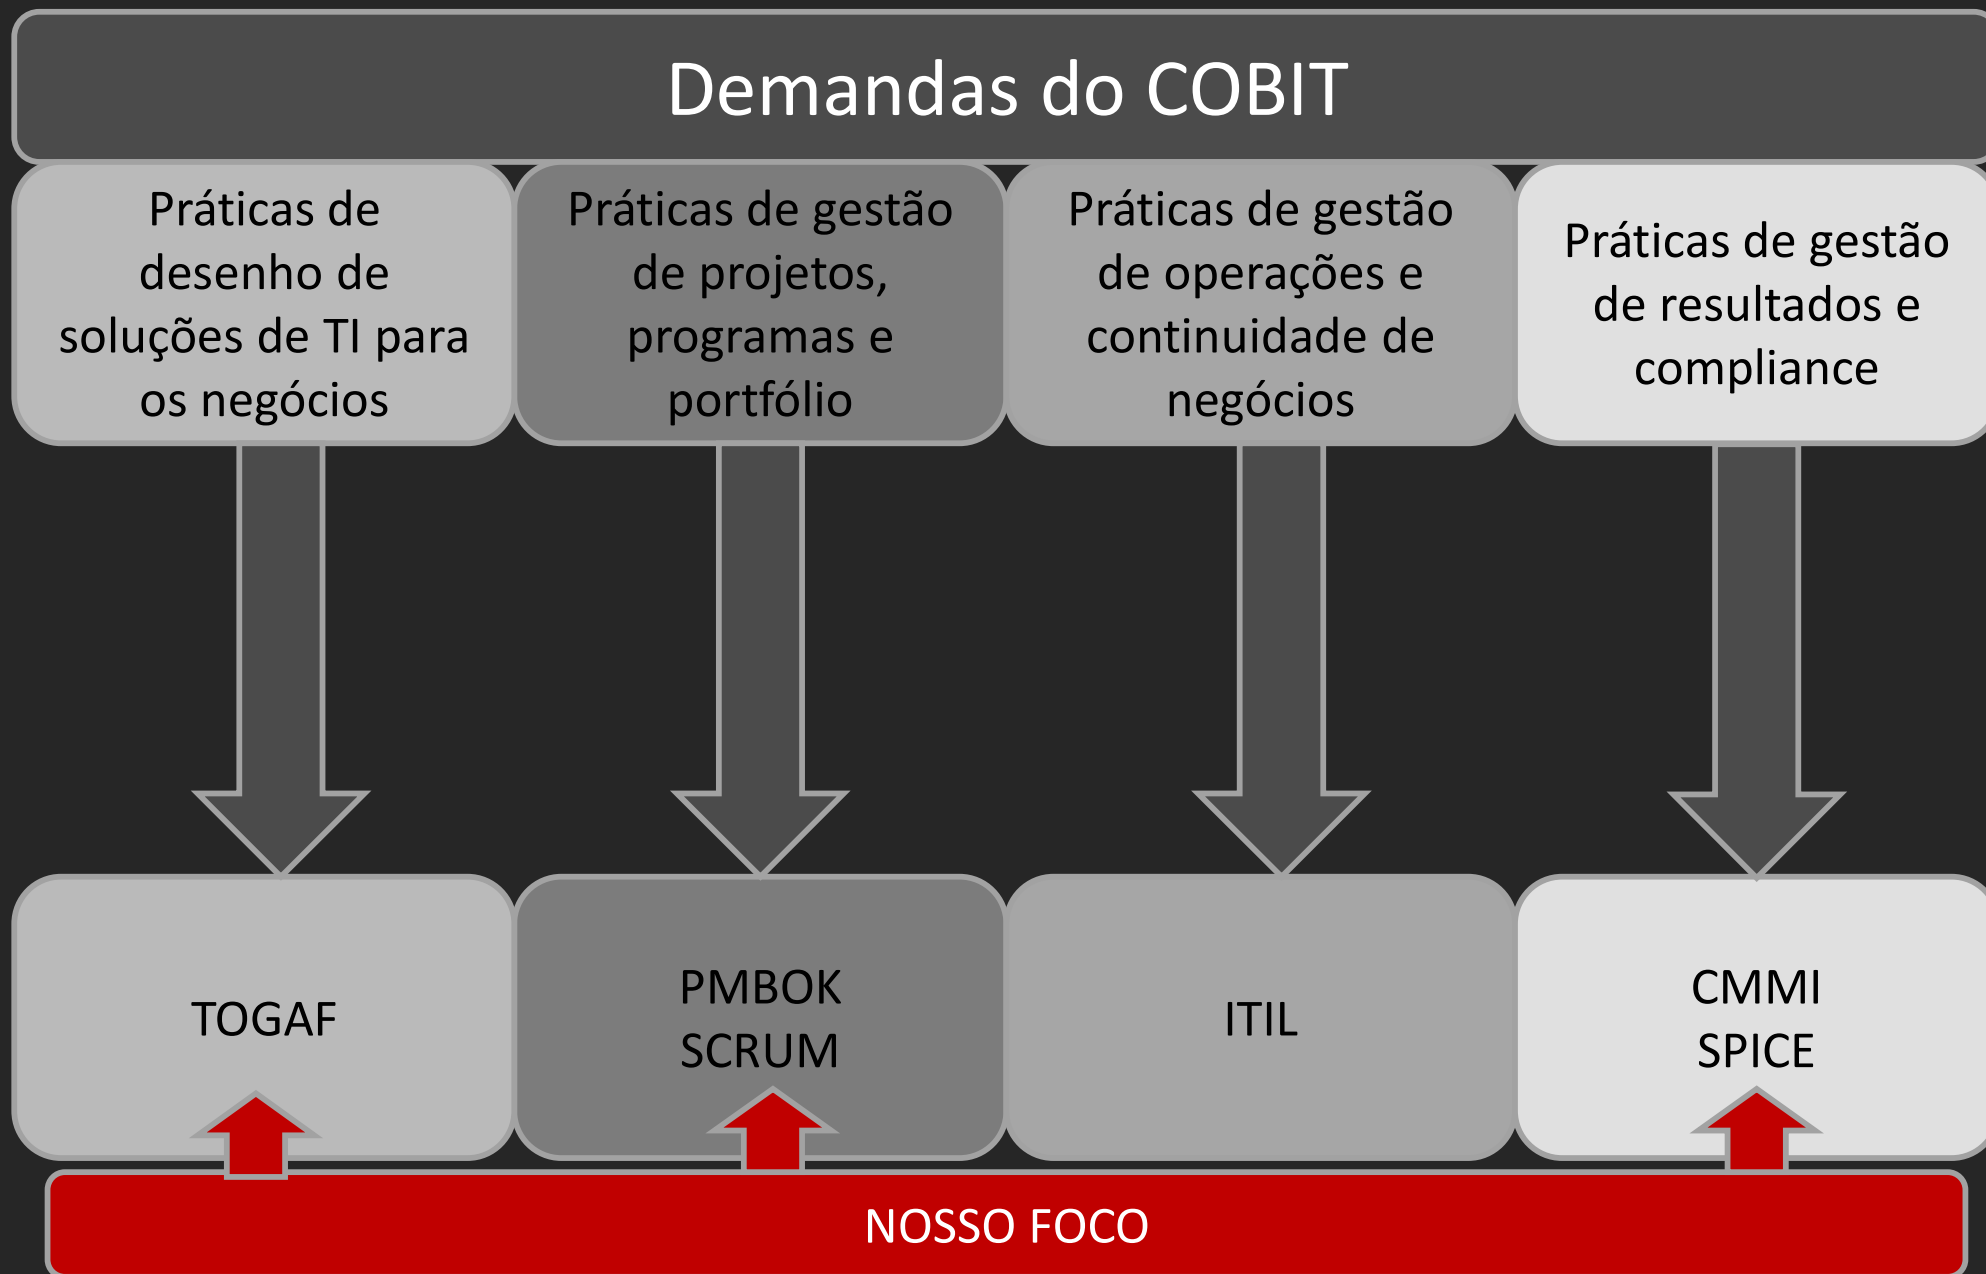 Demandas do COBIT
Práticas de
desenho de
soluções de TI para
os negócios
Práticas de gestão
de projetos,
programas e
portfólio
Práticas de gestão
de operações e
continuidade de
negócios
Práticas de gestão
de resultados e
compliance
TOGAF
PMBOK
SCRUM
ITIL
CMMI
SPICE
NOSSO FOCO